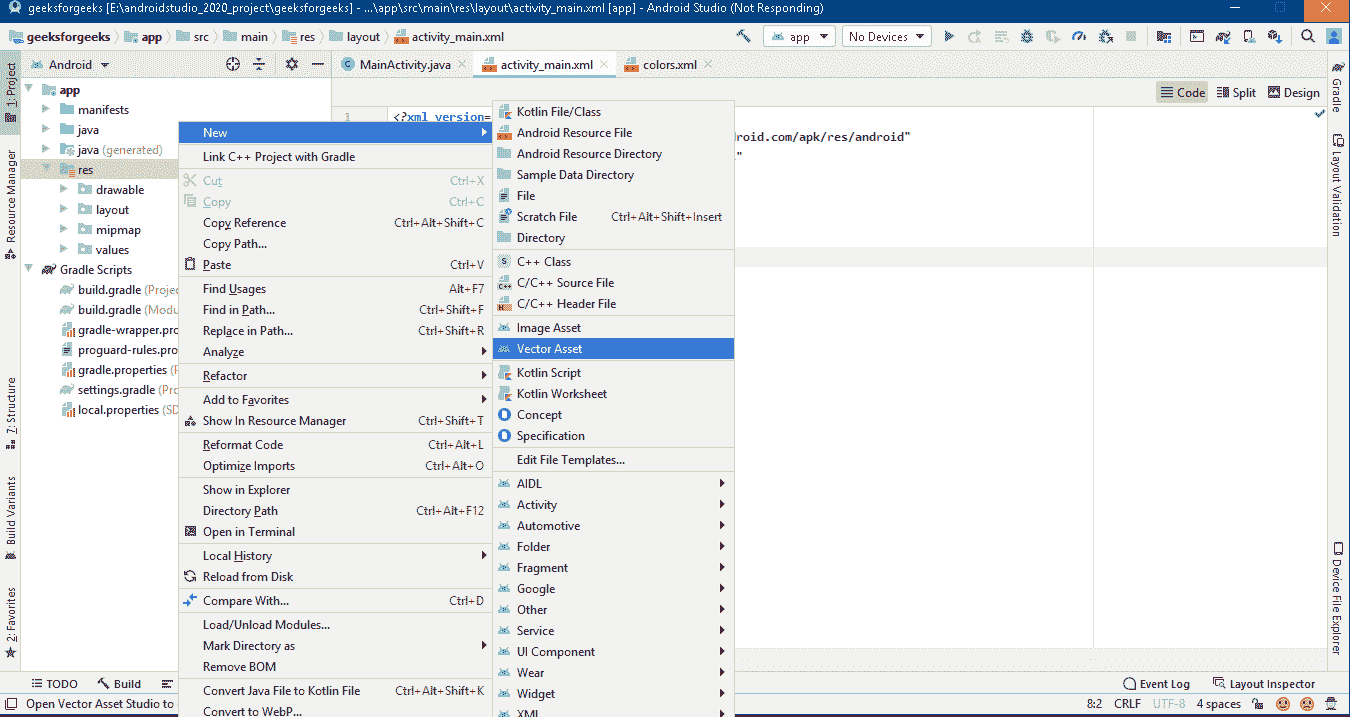 geeksforgeeks [E:\androidstudio_2020_project\geeksforgeeks] - ...\app\src\main\res\layout\activity_main.xml [app] - Android Studio (Not Responding)
geeksforgeeks app src main res layout activity_main.xml
app No Devices
Android
MainActivity.java activity_main.xml colors.xml
Code Split Design
1: Project
Resource Manager
7: Structure
Build Variants
2: Favorites
app
manifests
java
java (generated)
res
drawable
layout
mipmap
values
Gradle Scripts
build.gradle (Projec
build.gradle (Modu
gradle-wrapper.pro
proguard-rules.pro
gradle.properties (P
settings.gradle (Pro
local.properties (SD
1 <?xml version=
droid.com/apk/res/android"
"
New
Link C++ Project with Gradle
Cut Ctrl+X
Copy Ctrl+C
Copy Reference Ctrl+Alt+Shift+C
Copy Path...
Paste Ctrl+V
Find Usages Alt+F7
Find in Path... Ctrl+Shift+F
Replace in Path... Ctrl+Shift+R
Analyze
Refactor
Add to Favorites
Show In Resource Manager Ctrl+Shift+T
Reformat Code Ctrl+Alt+L
Optimize Imports Ctrl+Alt+O
Show in Explorer
Directory Path Ctrl+Alt+F12
Open in Terminal
Local History
Reload from Disk
Compare With... Ctrl+D
Load/Unload Modules...
Mark Directory as
Remove BOM
Convert Java File to Kotlin File Ctrl+Alt+Shift+K
Convert to WebP...
Kotlin File/Class
Android Resource File
Android Resource Directory
Sample Data Directory
File
Scratch File Ctrl+Alt+Shift+Insert
Directory
C++ Class
C/C++ Source File
C/C++ Header File
Image Asset
Vector Asset
Kotlin Script
Kotlin Worksheet
Concept
Specification
Edit File Templates...
AIDL
Activity
Automotive
Folder
Fragment
Google
Other
Service
UI Component
Wear
Widget
XML
Gradle
Layout Validation
Device File Explorer
TODO Build
Event Log Layout Inspector
Open Vector Asset Studio to
8:2 CRLF UTF-8 4 spaces